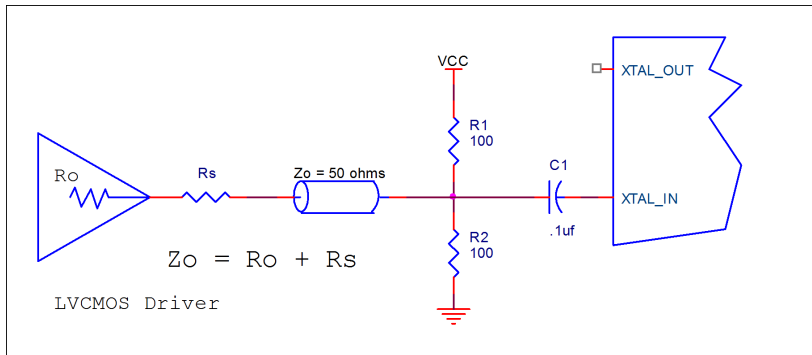 VCC
XTAL_OUT
R1
100
Ro
Rs
Zo = 50 ohms
C1
XTAL_IN
.1uf
R2
100
Zo = Ro + Rs
LVCMOS Driver